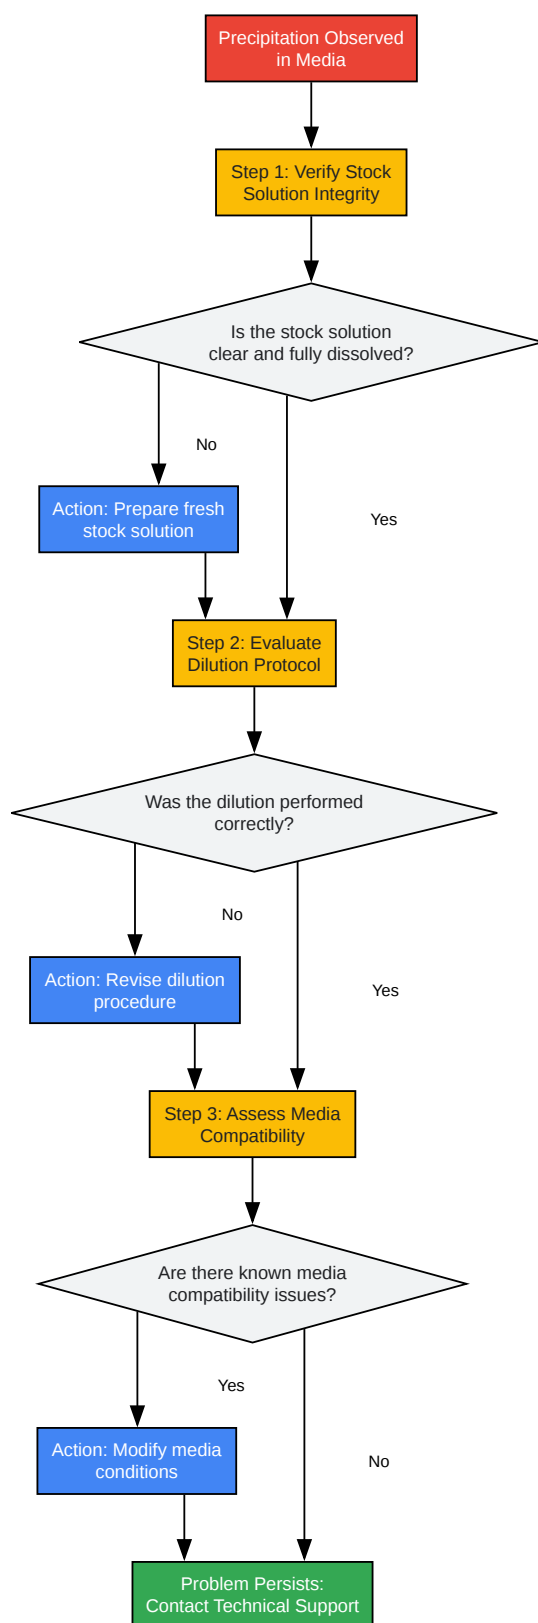 Precipitation Observed
in Media
Step 1: Verify Stock
Solution Integrity
Is the stock solution
clear and fully dissolved?
No
Action: Prepare fresh
stock solution
Yes
Step 2: Evaluate
Dilution Protocol
Was the dilution performed
correctly?
No
Action: Revise dilution
procedure
Yes
Step 3: Assess Media
Compatibility
Are there known media
compatibility issues?
Yes
Action: Modify media
conditions
No
Problem Persists:
Contact Technical Support